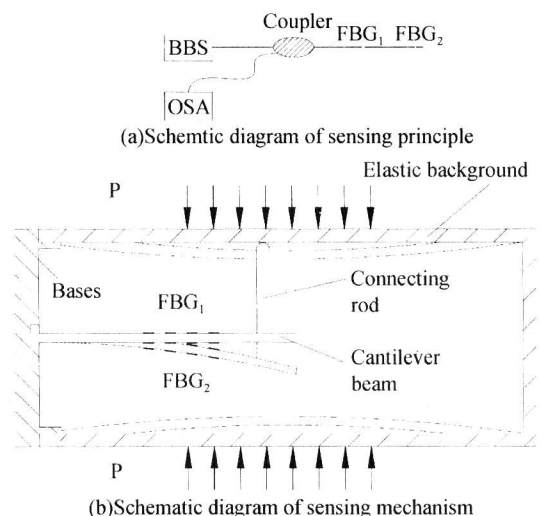 BBS
Coupler
FBG1 FBG2
OSA
(a)Schemtic diagram of sensing principle
Elastic background
P
Bases
FBG1
Connecting
rod
Cantilever
beam
FBG2
P
(b)Schematic diagram of sensing mechanism